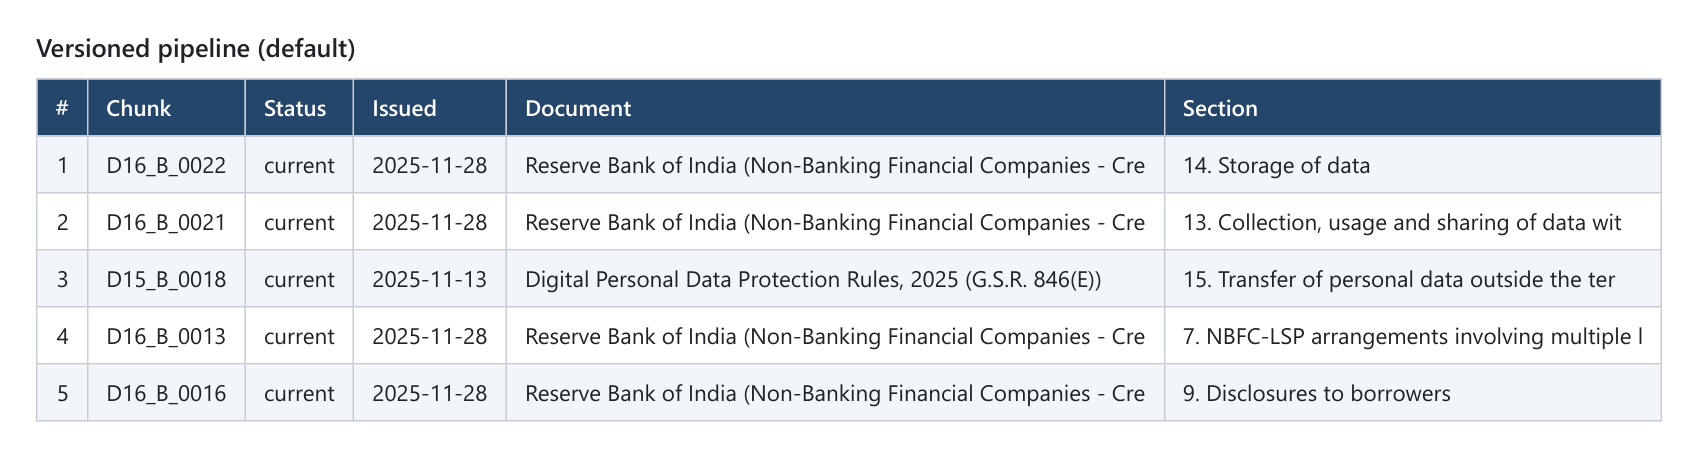 Versioned pipeline (default)
# Chunk Status Issued Document Section
1 D16_B_0022 current 2025-11-28 Reserve Bank of India (Non-Banking Financial Companies - Cre 14. Storage of data
2 D16_B_0021 current 2025-11-28 Reserve Bank of India (Non-Banking Financial Companies - Cre 13. Collection, usage and sharing of data wit
3 D15_B_0018 current 2025-11-13 Digital Personal Data Protection Rules, 2025 (G.S.R. 846(E)) 15. Transfer of personal data outside the ter
4 D16_B_0013 current 2025-11-28 Reserve Bank of India (Non-Banking Financial Companies - Cre 7. NBFC-LSP arrangements involving multiple l
5 D16_B_0016 current 2025-11-28 Reserve Bank of India (Non-Banking Financial Companies - Cre 9. Disclosures to borrowers